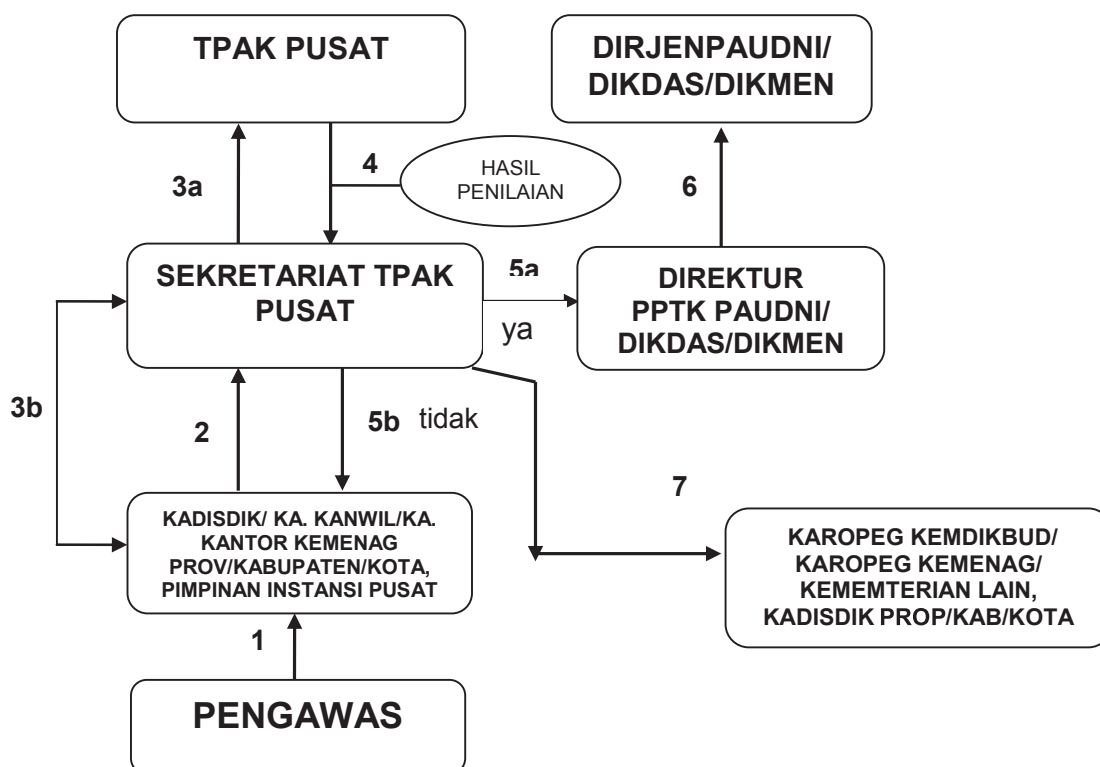 TPAK PUSAT
DIRJENPAUDNI/
DIKDAS/DIKMEN
4
HASIL
PENILAIAN
3a
6
SEKRETARIAT TPAK
PUSAT
5a
ya
DIREKTUR
PPTK PAUDNI/
DIKDAS/DIKMEN
3b
2
5b tidak
7
KADISDIK/ KA. KANWIL/KA.
KANTOR KEMENAG
PROV/KABUPATEN/KOTA,
PIMPINAN INSTANSI PUSAT
KAROPEG KEMDIKBUD/
KAROPEG KEMENAG/
KEMEMTERIAN LAIN,
KADISDIK PROP/KAB/KOTA
1
PENGAWAS